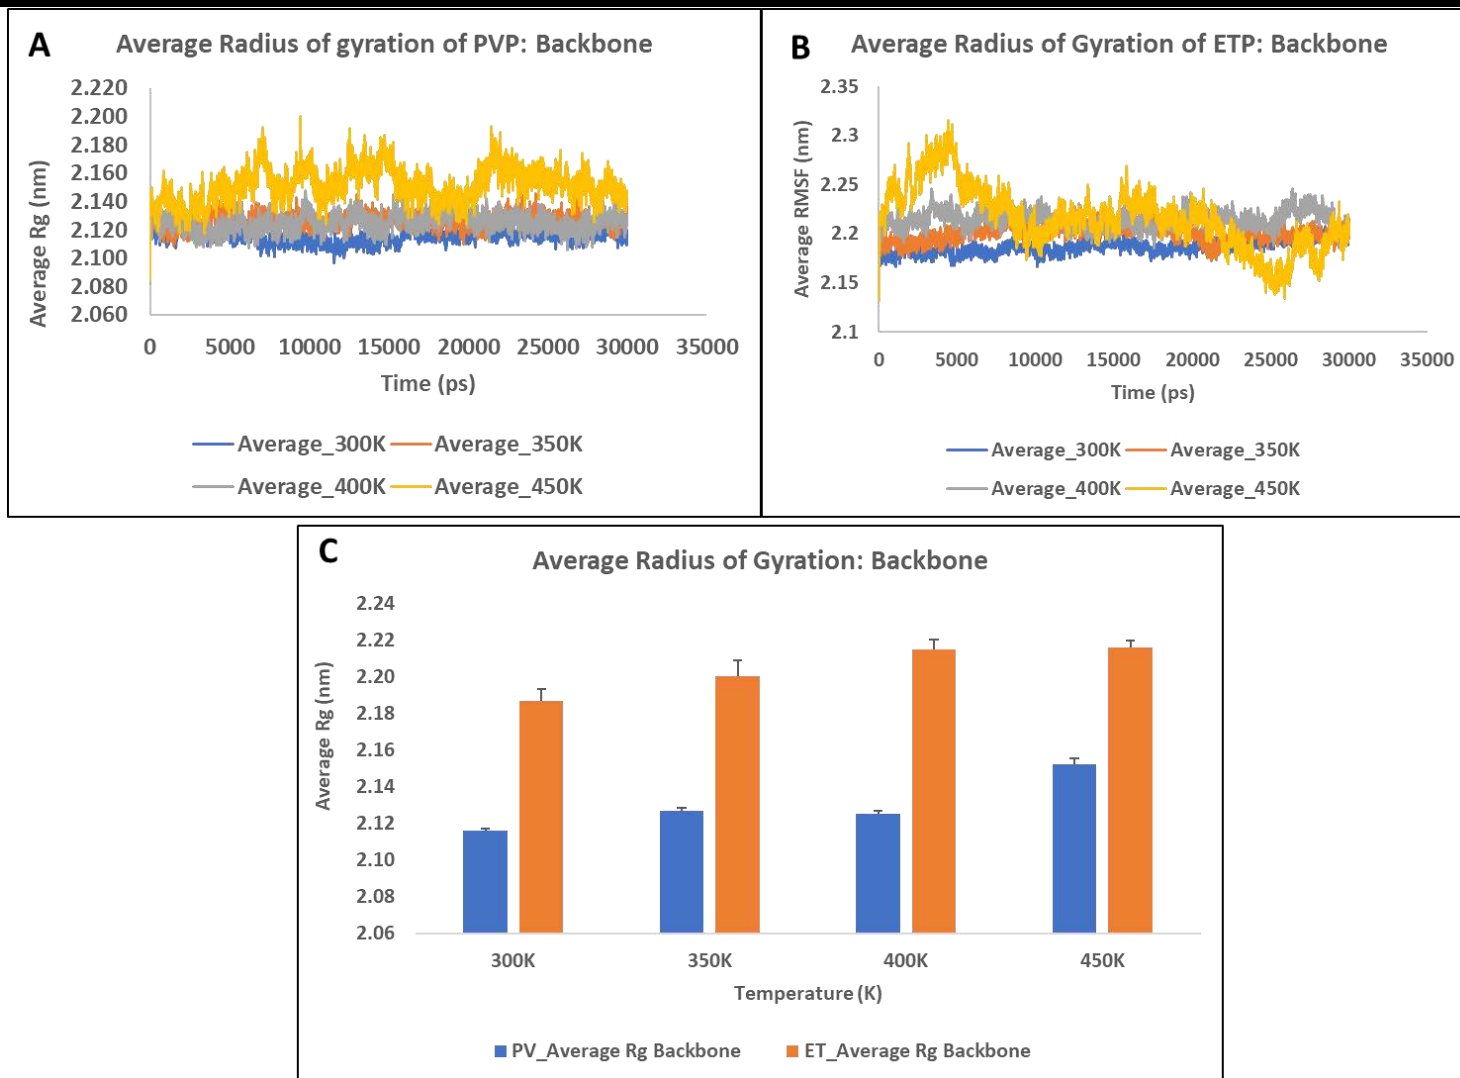 A
Average Radius of gyration of PVP: Backbone
2.220
2.200
2.180
2.160
2.140
2.120
2.100
2.080
2.060
Average Rg (nm)
0 5000 10000 15000 20000 25000 30000 35000
Time (ps)
Average_300K Average_350K
Average_400K Average_450K
B
Average Radius of Gyration of ETP: Backbone
2.35
2.3
2.25
2.2
2.15
2.1
Average RMSF (nm)
0 5000 10000 15000 20000 25000 30000 35000
Time (ps)
Average_300K Average_350K
Average_400K Average_450K
C
Average Radius of Gyration: Backbone
2.24
2.22
2.20
2.18
2.16
2.14
2.12
2.10
2.08
2.06
Average Rg (nm)
300K 350K 400K 450K
Temperature (K)
PV_Average Rg Backbone ET_Average Rg Backbone